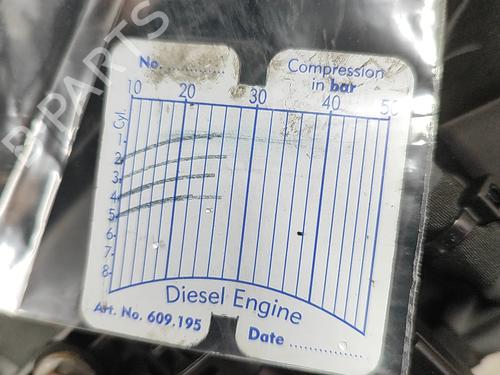 No. ..............
Compression
in bar
10 20 30 40 50
Cyl.
1
2
3
4
5
6
7
8
Diesel Engine
Art. No. 609.195
Date ................
B-PARTS